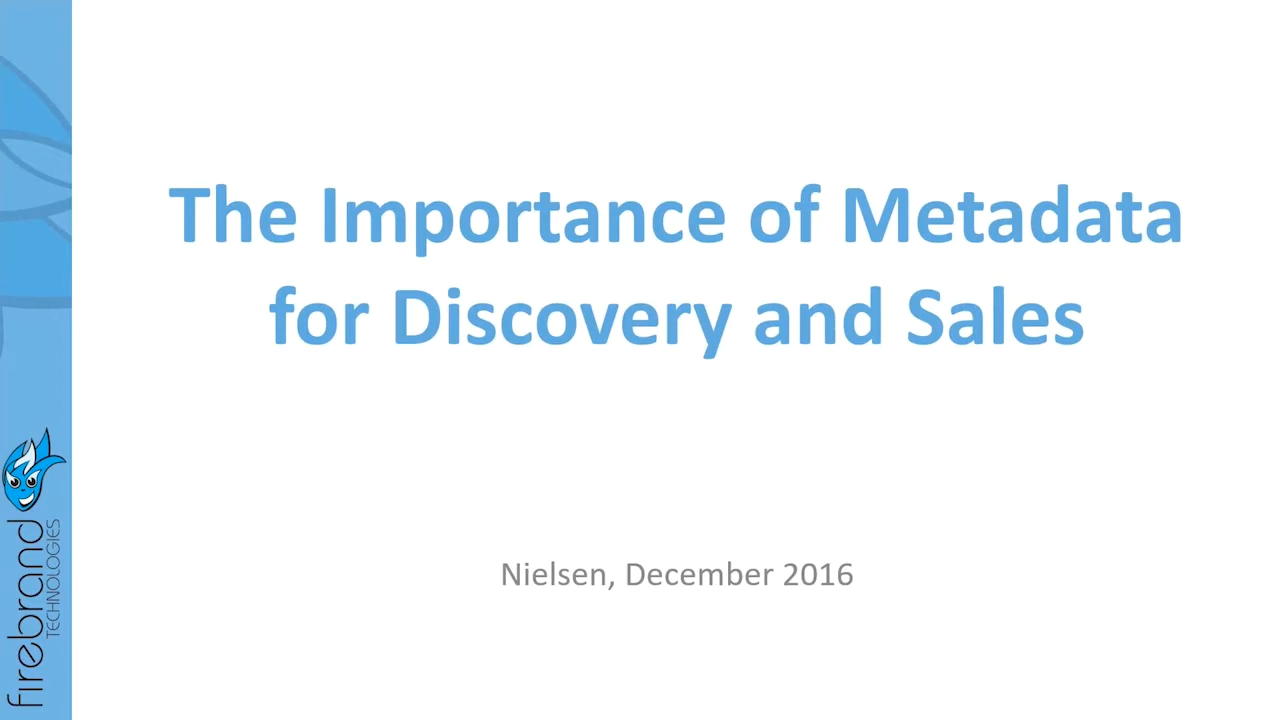 The Importance of Metadata
for Discovery and Sales
Nielsen, December 2016
firebrand
TECHNOLOGIES